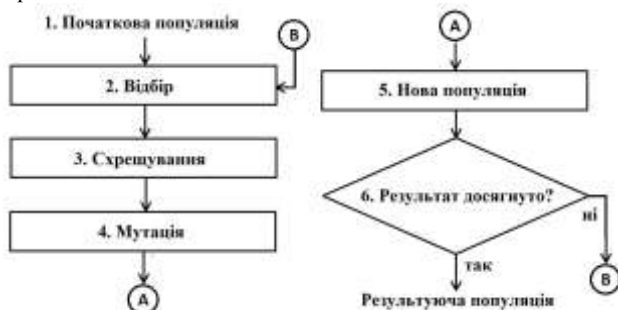 1. Початкова популяція
B
2. Відбір
3. Схрещування
4. Мутація
A
A
5. Нова популяція
6. Результат досягнуто?
ні
так
B
Результуюча популяція